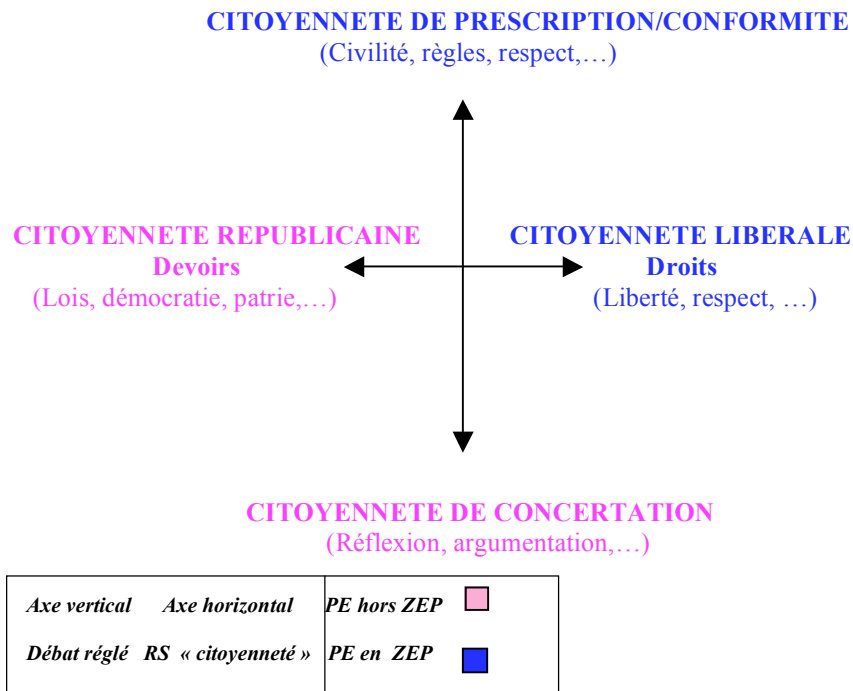 CITOYENNETE DE PRESCRIPTION/CONFORMITE
(Civilité, règles, respect,…)
CITOYENNETE REPUBLICAINE
Devoirs
(Lois, démocratie, patrie,…)
CITOYENNETE LIBERALE
Droits
(Liberté, respect, …)
CITOYENNETE DE CONCERTATION
(Réflexion, argumentation,…)
Axe vertical Axe horizontal PE hors ZEP
Débat réglé RS « citoyenneté » PE en ZEP